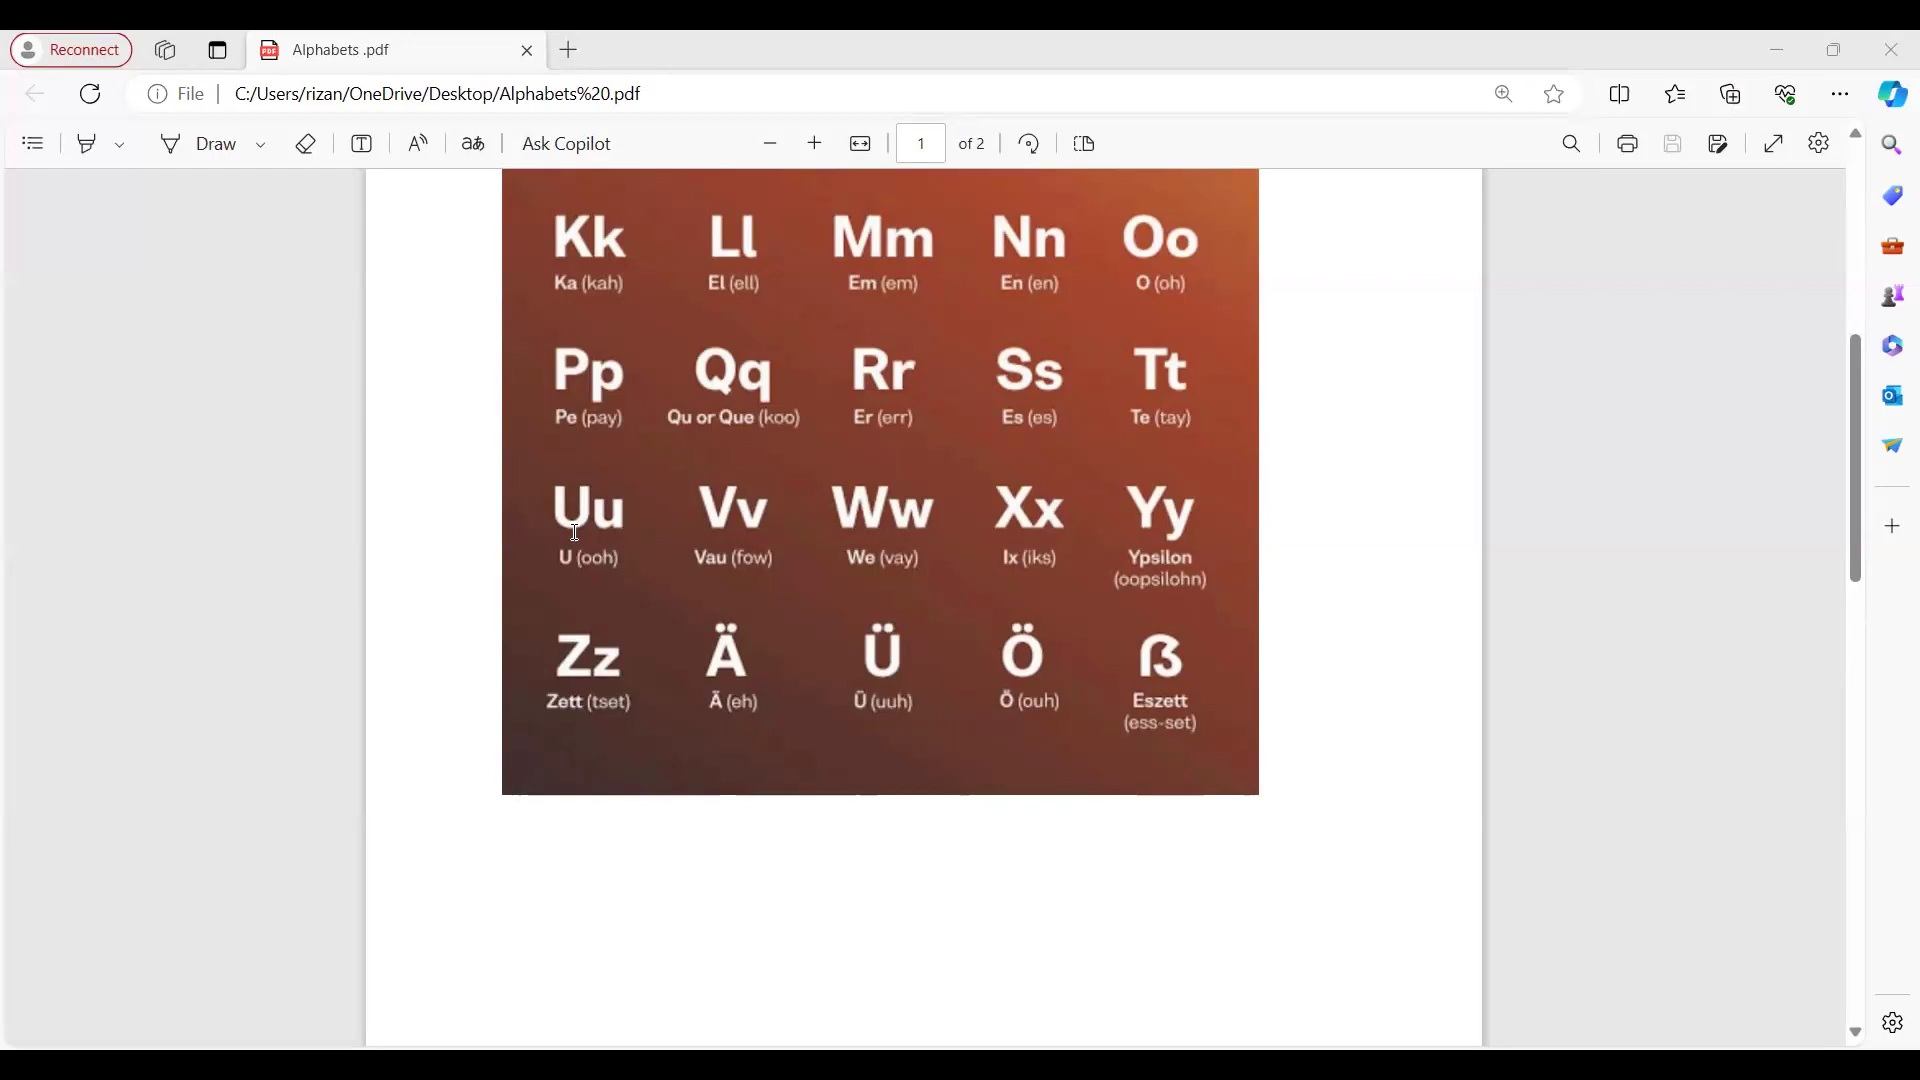 Reconnect
Alphabets .pdf
File
C:/Users/rizan/OneDrive/Desktop/Alphabets%20.pdf
Draw
Ask Copilot
1 of 2
Kk Ll Mm Nn Oo
Ka (kah) El (ell) Em (em) En (en) O (oh)
Pp Qq Rr Ss Tt
Pe (pay) Qu or Que (koo) Er (err) Es (es) Te (tay)
Uu Vv Ww Xx Yy
U (ooh) Vau (fow) We (vay) Ix (iks) Ypsilon
(oopsilohn)
Zz Ä Ü Ö ß
Zett (tset) Ä (eh) Ü (uuh) Ö (ouh) Eszett
(ess-set)